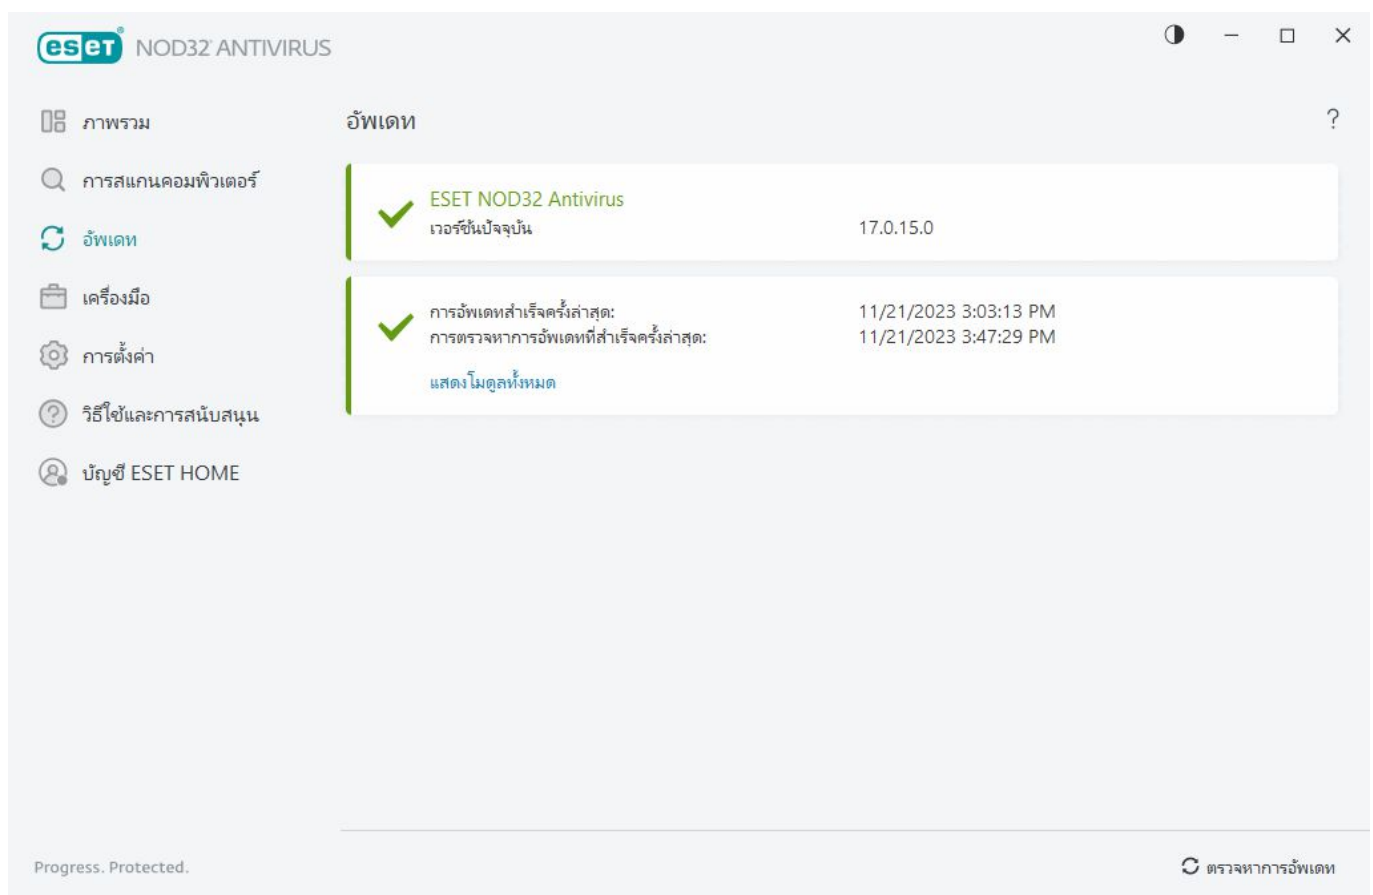 eset® NOD32® ANTIVIRUS
ภาพรวม
การสแกนคอมพิวเตอร์
อัพเดท
เครื่องมือ
การตั้งค่า
วิธีใช้และการสนับสนุน
บัญชี ESET HOME
อัพเดท
?
ESET NOD32 Antivirus
เวอร์ชันปัจจุบัน 17.0.15.0
การอัพเดทสำเร็จครั้งล่าสุด: 11/21/2023 3:03:13 PM
การตรวจหาการอัพเดทที่สำเร็จครั้งล่าสุด: 11/21/2023 3:47:29 PM
แสดงโมดูลทั้งหมด
Progress. Protected.
ตรวจหาการอัพเดท